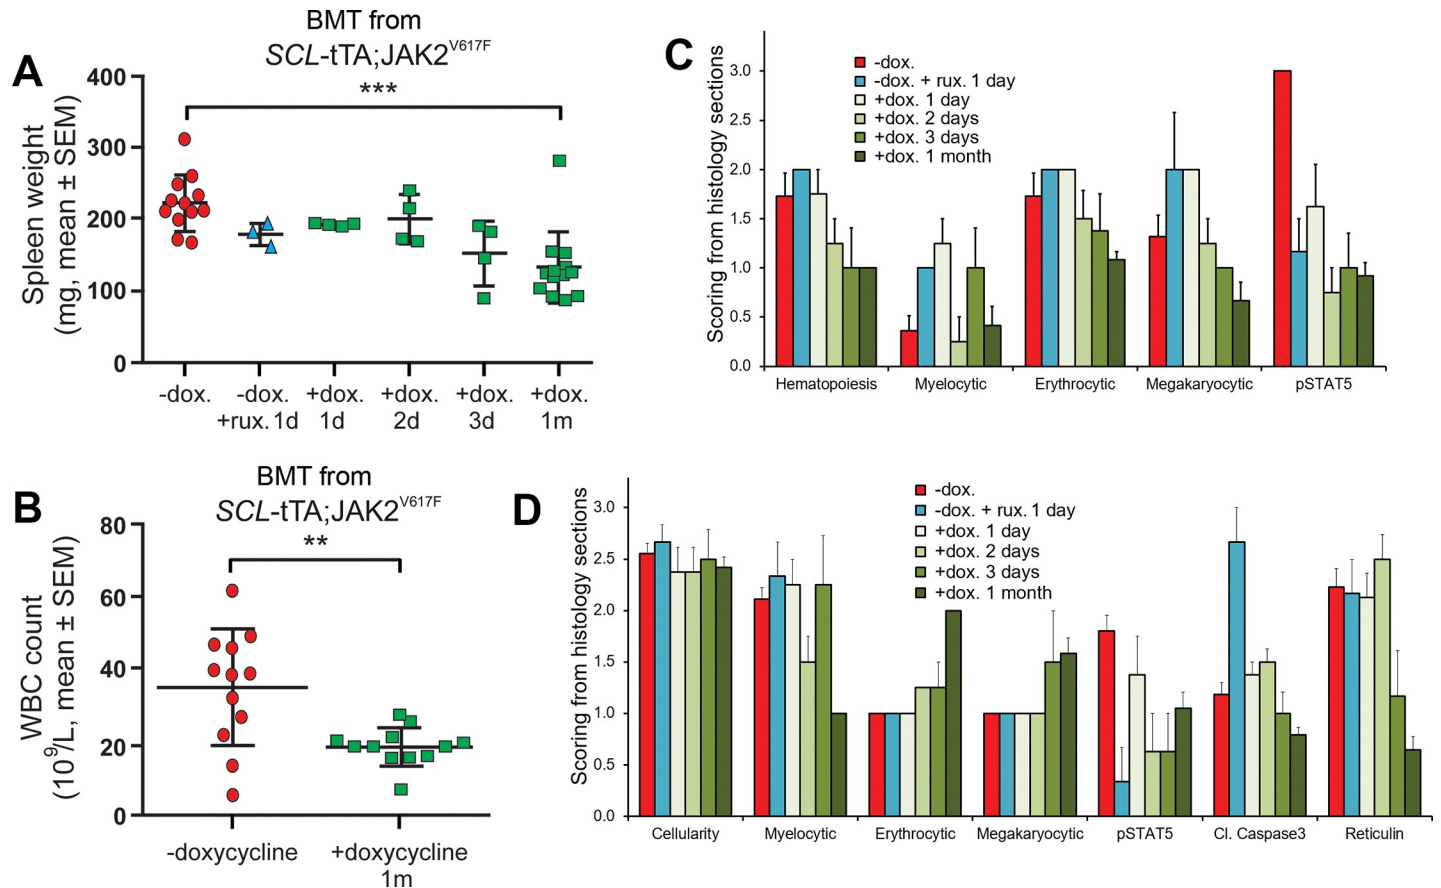 A
BMT from
SCL-tTA;JAK2V617F
***
Spleen weight
(mg, mean ± SEM)
400
300
200
100
0
-dox.
-dox.
+rux. 1d
+dox.
1d
+dox.
2d
+dox.
3d
+dox.
1m
B
BMT from
SCL-tTA;JAK2V617F
**
WBC count
(10⁹/L, mean ± SEM)
80
60
40
20
0
-doxycycline
+doxycycline
1m
C
Scoring from histology sections
3.0
2.5
2.0
1.5
1.0
0.5
0.0
-dox.
-dox. + rux. 1 day
+dox. 1 day
+dox. 2 days
+dox. 3 days
+dox. 1 month
Hematopoiesis
Myelocytic
Erythrocytic
Megakaryocytic
pSTAT5
D
Scoring from histology sections
3.0
2.5
2.0
1.5
1.0
0.5
0.0
-dox.
-dox. + rux. 1 day
+dox. 1 day
+dox. 2 days
+dox. 3 days
+dox. 1 month
Cellularity
Myelocytic
Erythrocytic
Megakaryocytic
pSTAT5
Cl. Caspase3
Reticulin